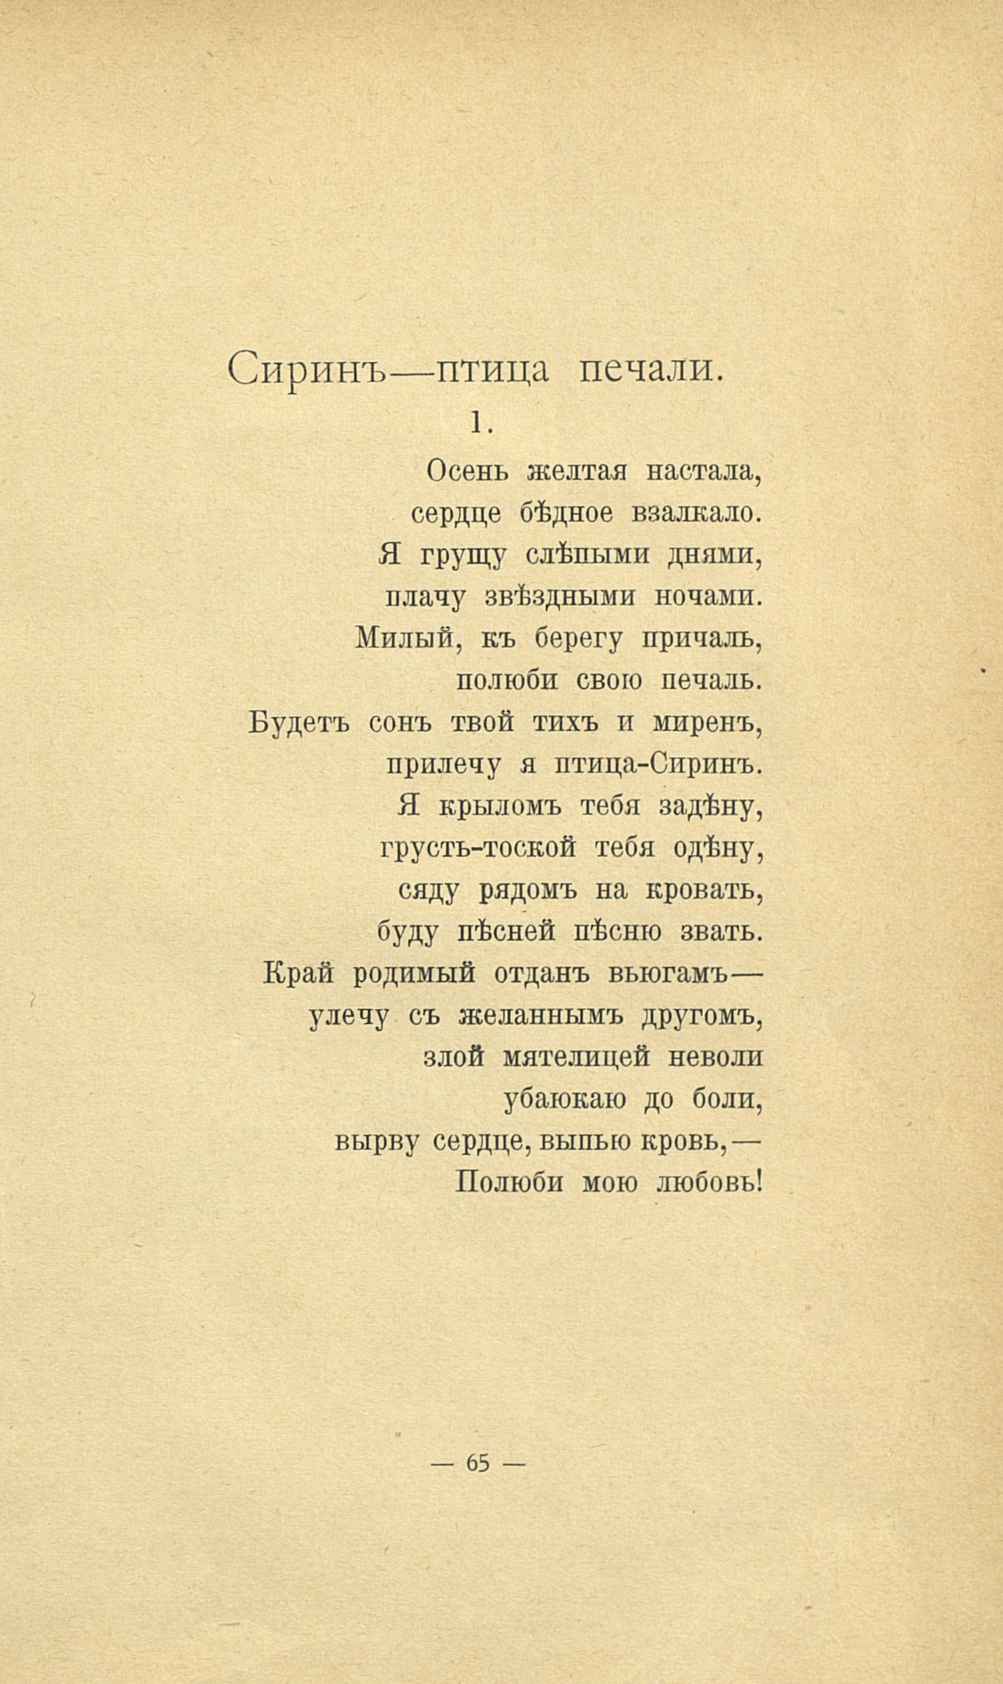 Сиринъ—птица печали.
1.
Осень желтая настала,
сердце бѣдное взалкало.
Я грущу слѣпыми днями,
плачу звѣздными ночами.
Милый, къ берегу причаль,
полюби свою печаль.
Будетъ сонъ твой тихъ и миренъ,
прилечу я птица-Сиринъ.
Я крыломъ тебя задѣну,
грусть-тоской тебя одѣну,
сяду рядомъ на кровать,
буду пѣсней пѣсню звать.
Край родимый отданъ вьюгамъ—
улечу съ желаннымъ другомъ,
злой мятелицей неволи
убаюкаю до боли,
вырву сердце, выпью кровь,—
Полюби мою любовь!
— 65 —